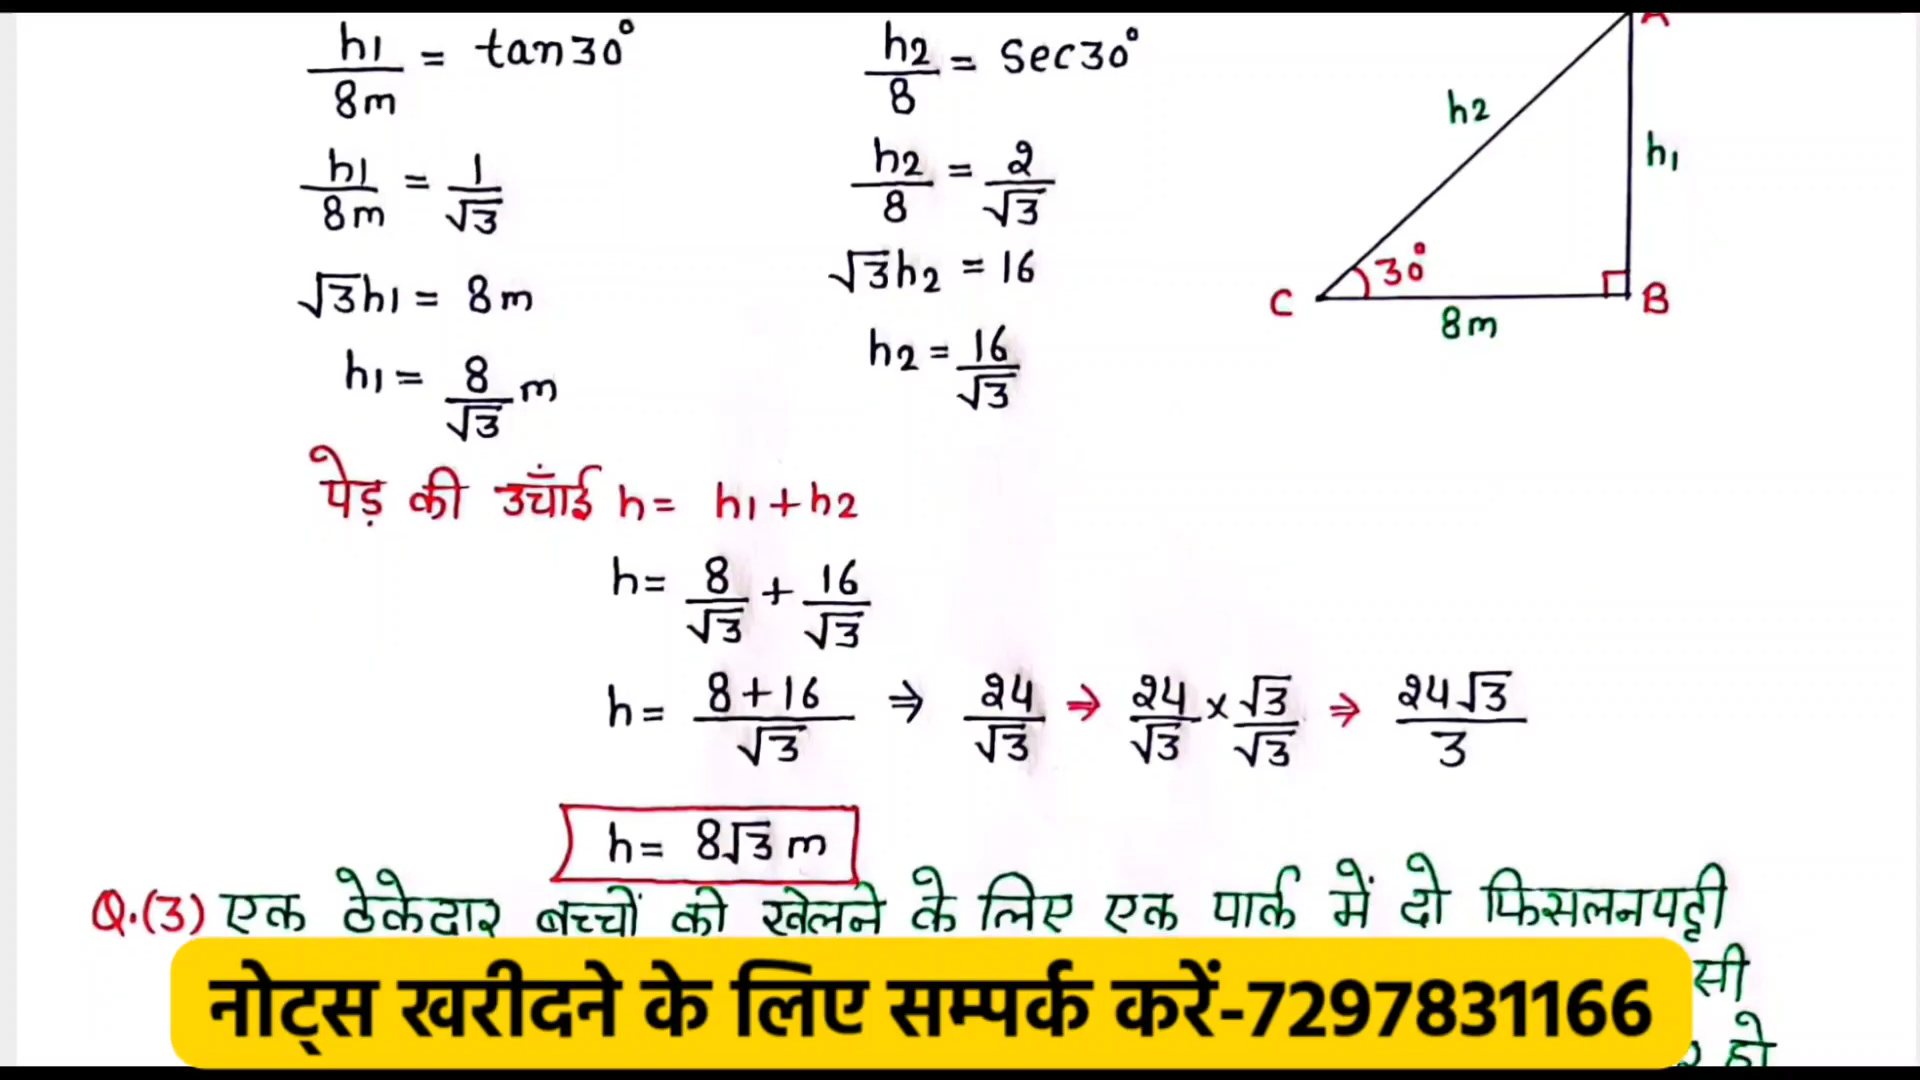 h1/8m = tan30°
h1/8m = 1/√3
√3h1 = 8m
h1 = 8/√3 m
h2/8 = Sec30°
h2/8 = 2/√3
√3h2 = 16
h2 = 16/√3
A
h2
h1
30°
C
B
8m
पेड़ की उचाँई h = h1+h2
h = 8/√3 + 16/√3
h = 8+16/√3 ⇒ 24/√3 ⇒ 24/√3 × √3/√3 ⇒ 24√3/3
h = 8√3 m
Q.(3) एक ठेकेदार बच्चों को खेलने के लिए एक पार्क में दो फिसलनपट्टी
सी
हो
नोट्स खरीदने के लिए सम्पर्क करें-7297831166